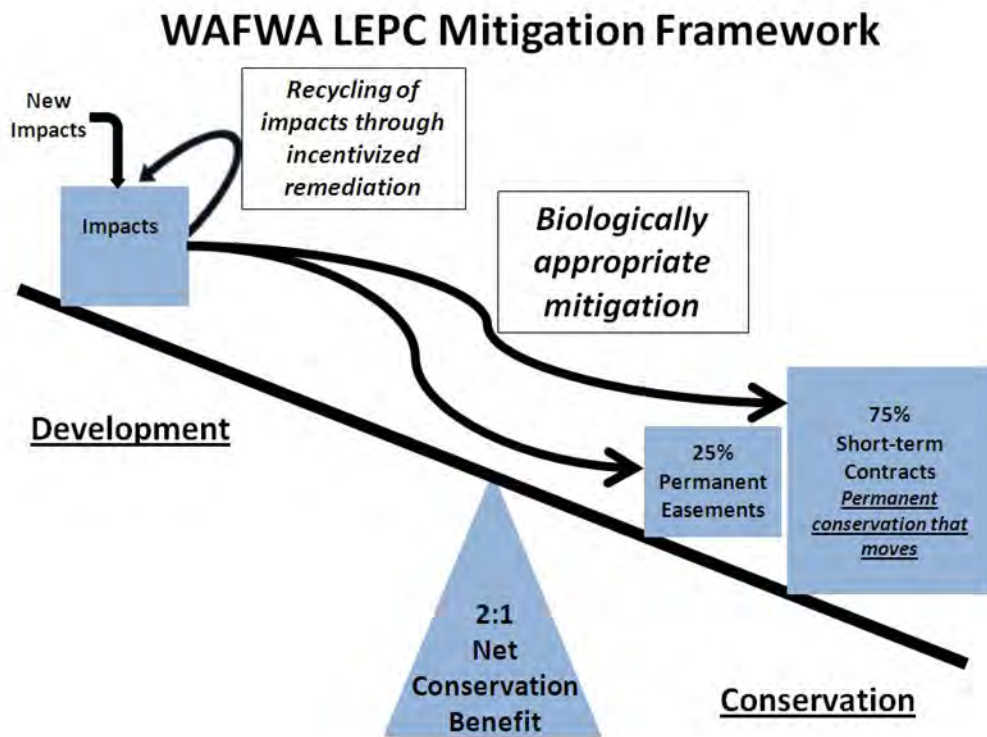 WAFWA LEPC Mitigation Framework
New
Impacts
Recycling of
impacts through
incentivized
remediation
Impacts
Biologically
appropriate
mitigation
Development
25%
Permanent
Easements
75%
Short-term
Contracts
Permanent
conservation that
moves
2:1
Net
Conservation
Benefit
Conservation